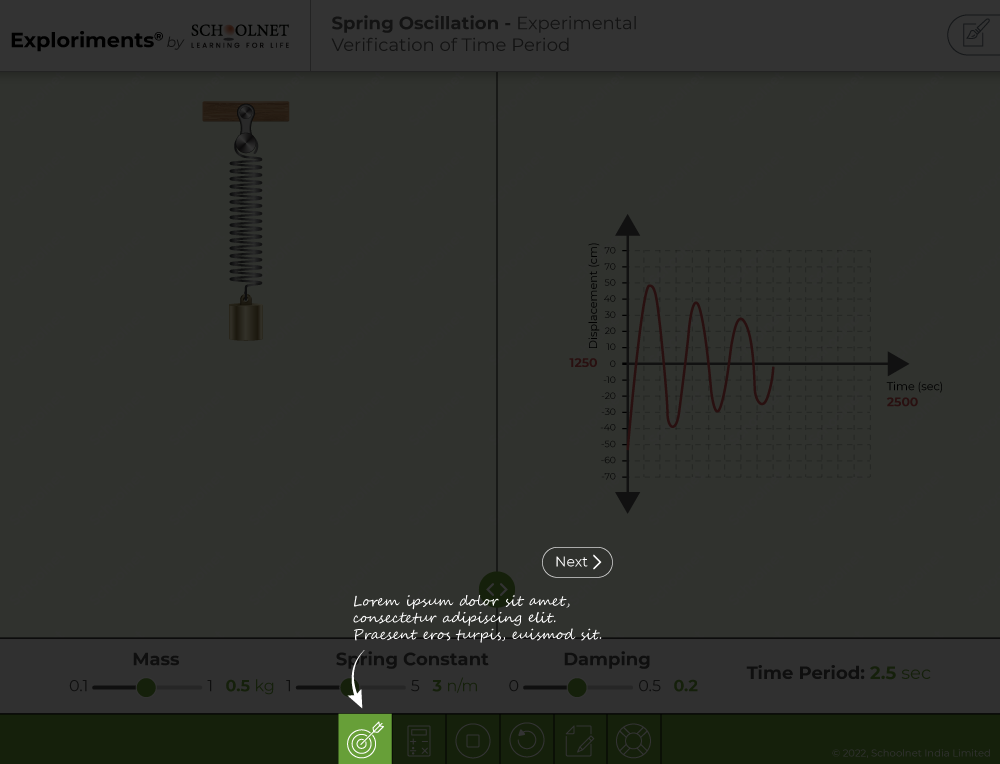 Exploriments® by SCHOOLNET
LEARNING FOR LIFE
Spring Oscillation - Experimental
Verification of Time Period
Displacement (cm)
70
70
50
40
30
20
10
1250 0
-10
-20
-30
-40
-50
-60
-70
Time (sec)
2500
Next
Lorem ipsum dolor sit amet,
consectetur adipiscing elit.
Praesent eros turpis, euismod sit.
Mass
0.1 1 0.5 kg
Spring Constant
1 5 3 n/m
Damping
0 0.5 0.2
Time Period: 2.5 sec
© 2022, Schoolnet India Limited